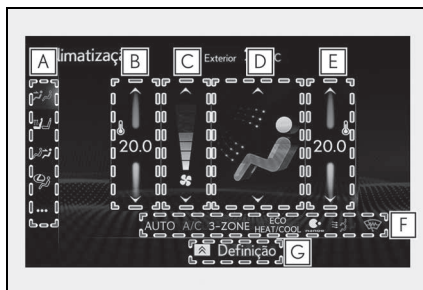 A
limatizaç
B
C
Exterior
D
E
20.0
20.0
AUTO A/C 3-ZONE ECO HEAT/COOL
F
Definição
G